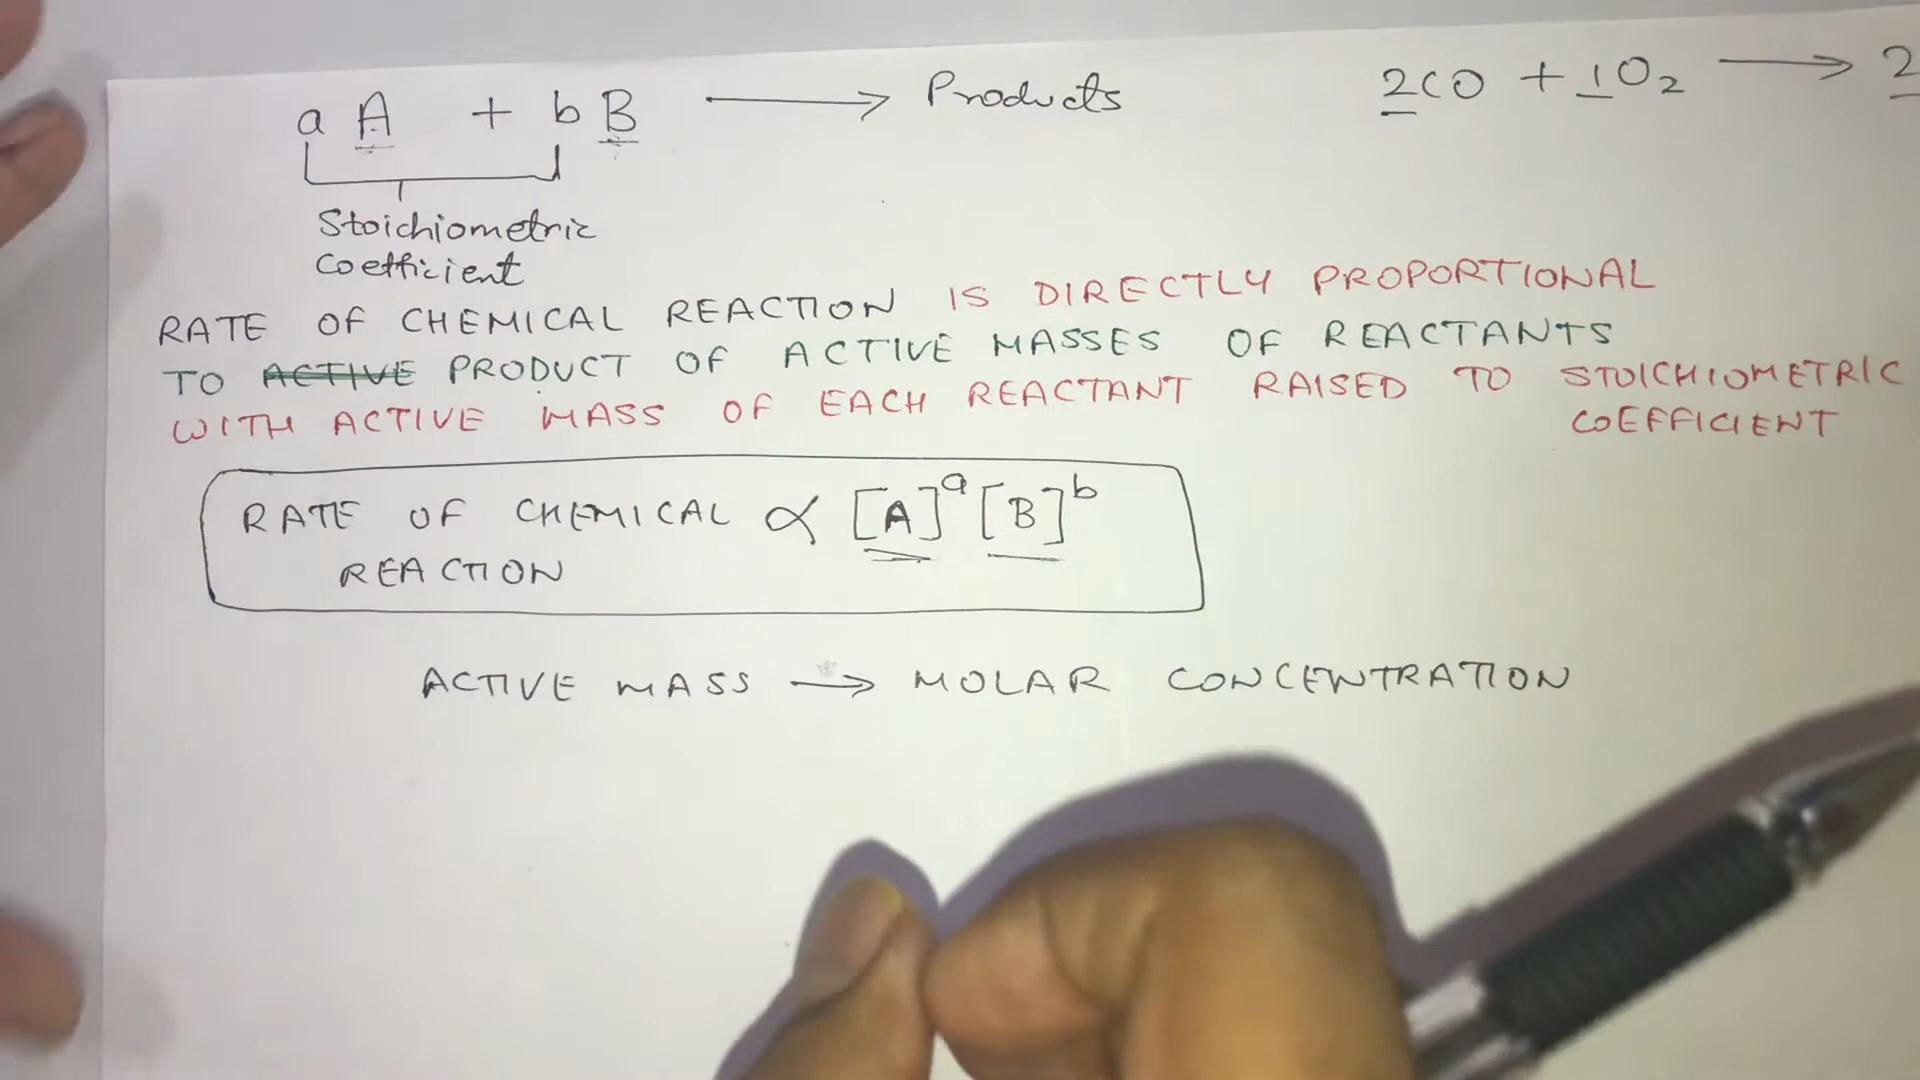 a A + b B → Products
2CO + 1O₂ → 2
Stoichiometric
Coefficient
RATE OF CHEMICAL REACTION IS DIRECTLY PROPORTIONAL
TO ACTIVE PRODUCT OF ACTIVE MASSES OF REACTANTS
WITH ACTIVE MASS OF EACH REACTANT RAISED TO STOICHIOMETRIC
COEFFICIENT
RATE OF CHEMICAL ∝ [A]ᵃ [B]ᵇ
REACTION
ACTIVE MASS → MOLAR CONCENTRATION